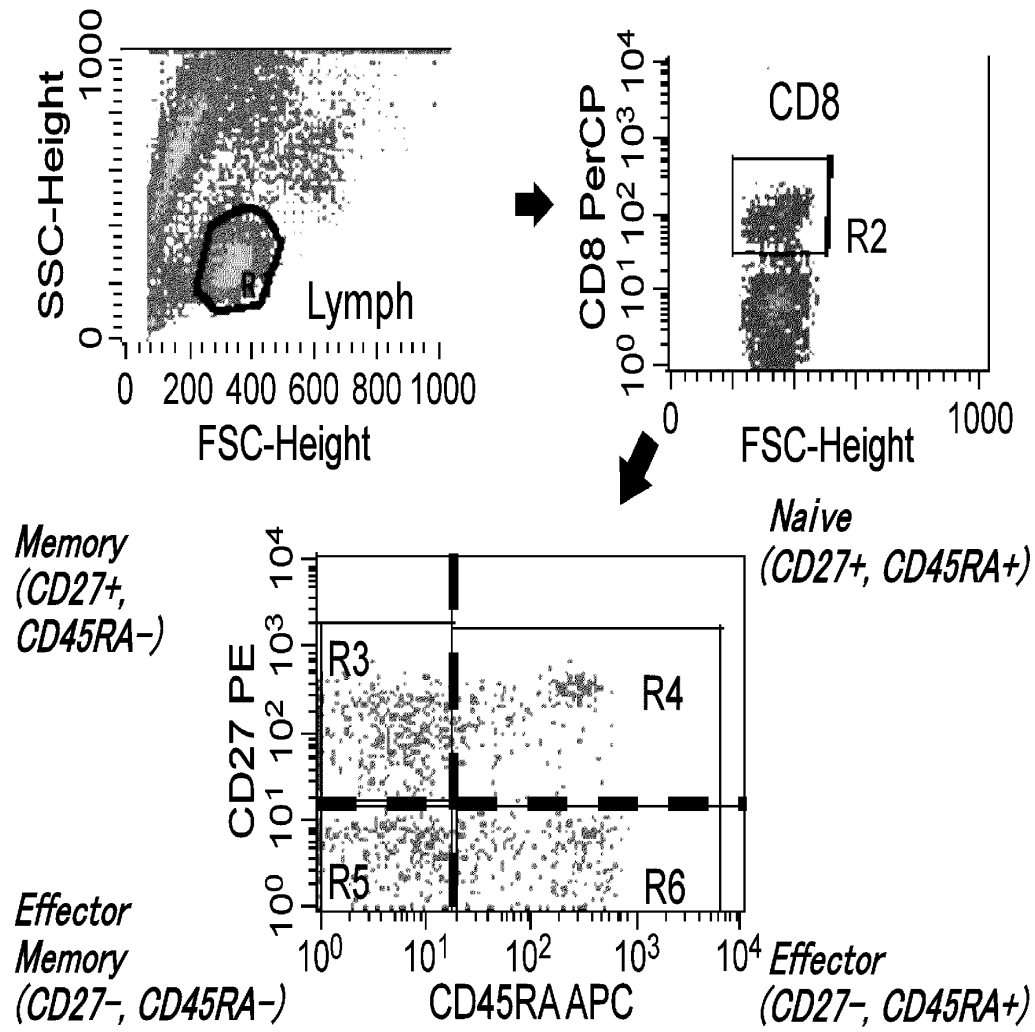 SSC-Height
1000
0
R
Lymph
0 200 400 600 800 1000
FSC-Height
CD8 PerCP
10⁴
10³
10²
10¹
10⁰
CD8
R2
0
1000
FSC-Height
Memory
(CD27+,
CD45RA−)
Naive
(CD27+, CD45RA+)
CD27 PE
10⁴
10³
10²
10¹
10⁰
R3
R4
R5
R6
10⁰ 10¹ 10² 10³ 10⁴
CD45RA APC
Effector
Memory
(CD27−, CD45RA−)
Effector
(CD27−, CD45RA+)